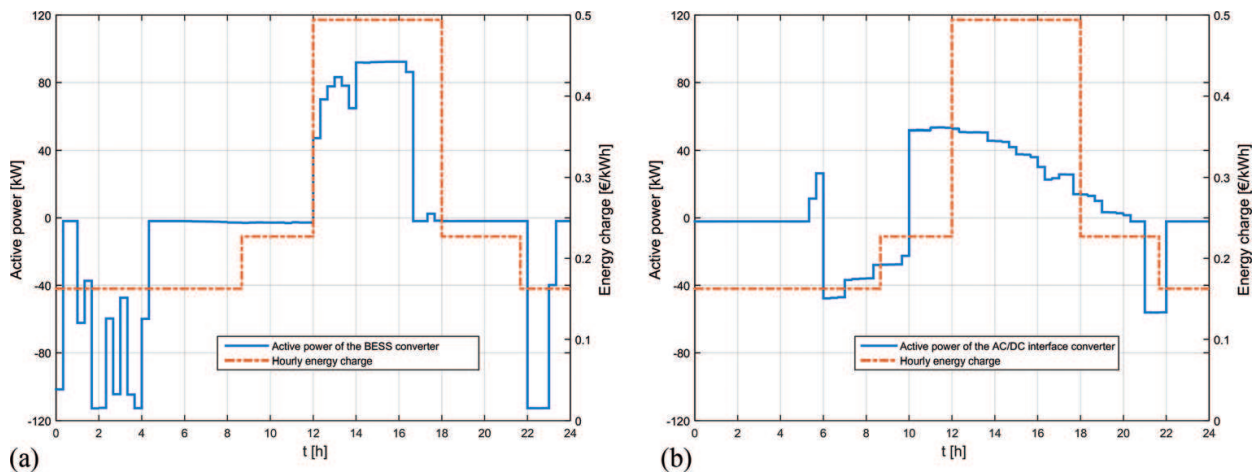 120
80
40
0
-40
-80
-120
Active power [kW]
0.5
0.4
0.3
0.2
0.1
0
Energy charge [€/kWh]
Active power of the BESS converter
Hourly energy charge
0 2 4 6 8 10 12 14 16 18 20 22 24
t [h]
(a)
120
80
40
0
-40
-80
-120
Active power [kW]
0.5
0.4
0.3
0.2
0.1
0
Energy charge [€/kWh]
Active power of the AC/DC interface converter
Hourly energy charge
0 2 4 6 8 10 12 14 16 18 20 22 24
t [h]
(b)